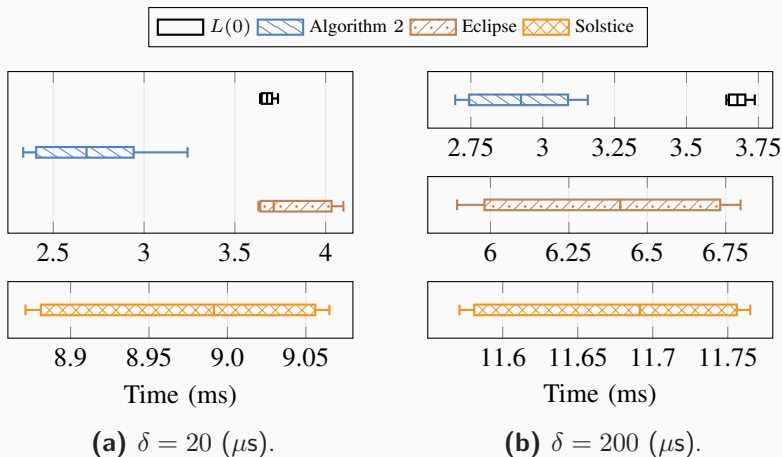 L(0) Algorithm 2 Eclipse Solstice
2.5 3 3.5 4
8.9 8.95 9.0 9.05
Time (ms)
(a) δ = 20 (μs).
2.75 3 3.25 3.5 3.75
6 6.25 6.5 6.75
11.6 11.65 11.7 11.75
Time (ms)
(b) δ = 200 (μs).